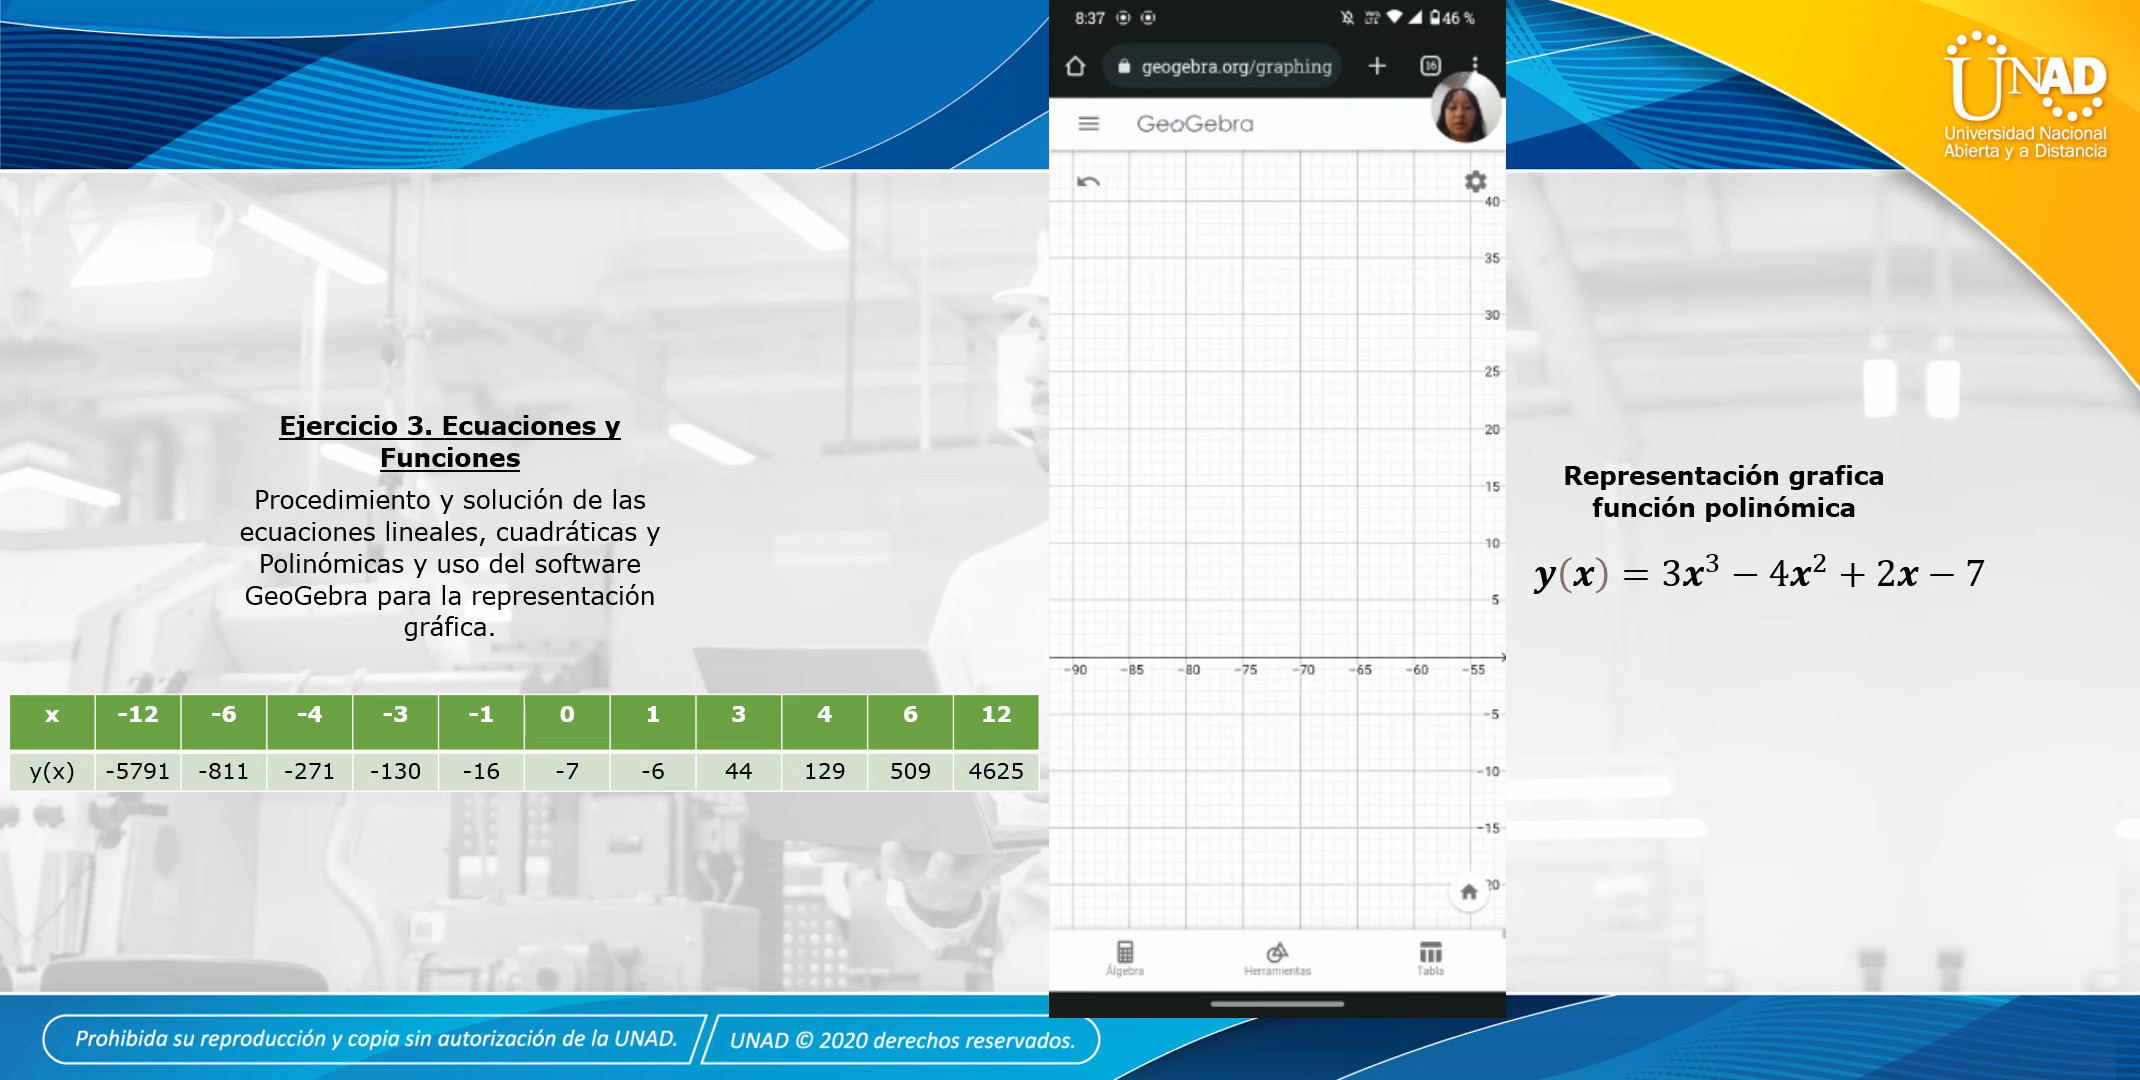 8:37
46 %
geogebra.org/graphing
16
GeoGebra
UNAD
Universidad Nacional
Abierta y a Distancia
Ejercicio 3. Ecuaciones y
Funciones
Procedimiento y solución de las
ecuaciones lineales, cuadráticas y
Polinómicas y uso del software
GeoGebra para la representación
gráfica.
x -12 -6 -4 -3 -1 0 1 3 4 6 12
y(x) -5791 -811 -271 -130 -16 -7 -6 44 129 509 4625
40
35
30
25
20
15
10
5
-90 -85 -80 -75 -70 -65 -60 -55
-5
-10
-15
Álgebra Herramientas Tabla
Representación grafica
función polinómica
y(x) = 3x³ − 4x² + 2x − 7
Prohibida su reproducción y copia sin autorización de la UNAD. UNAD © 2020 derechos reservados.